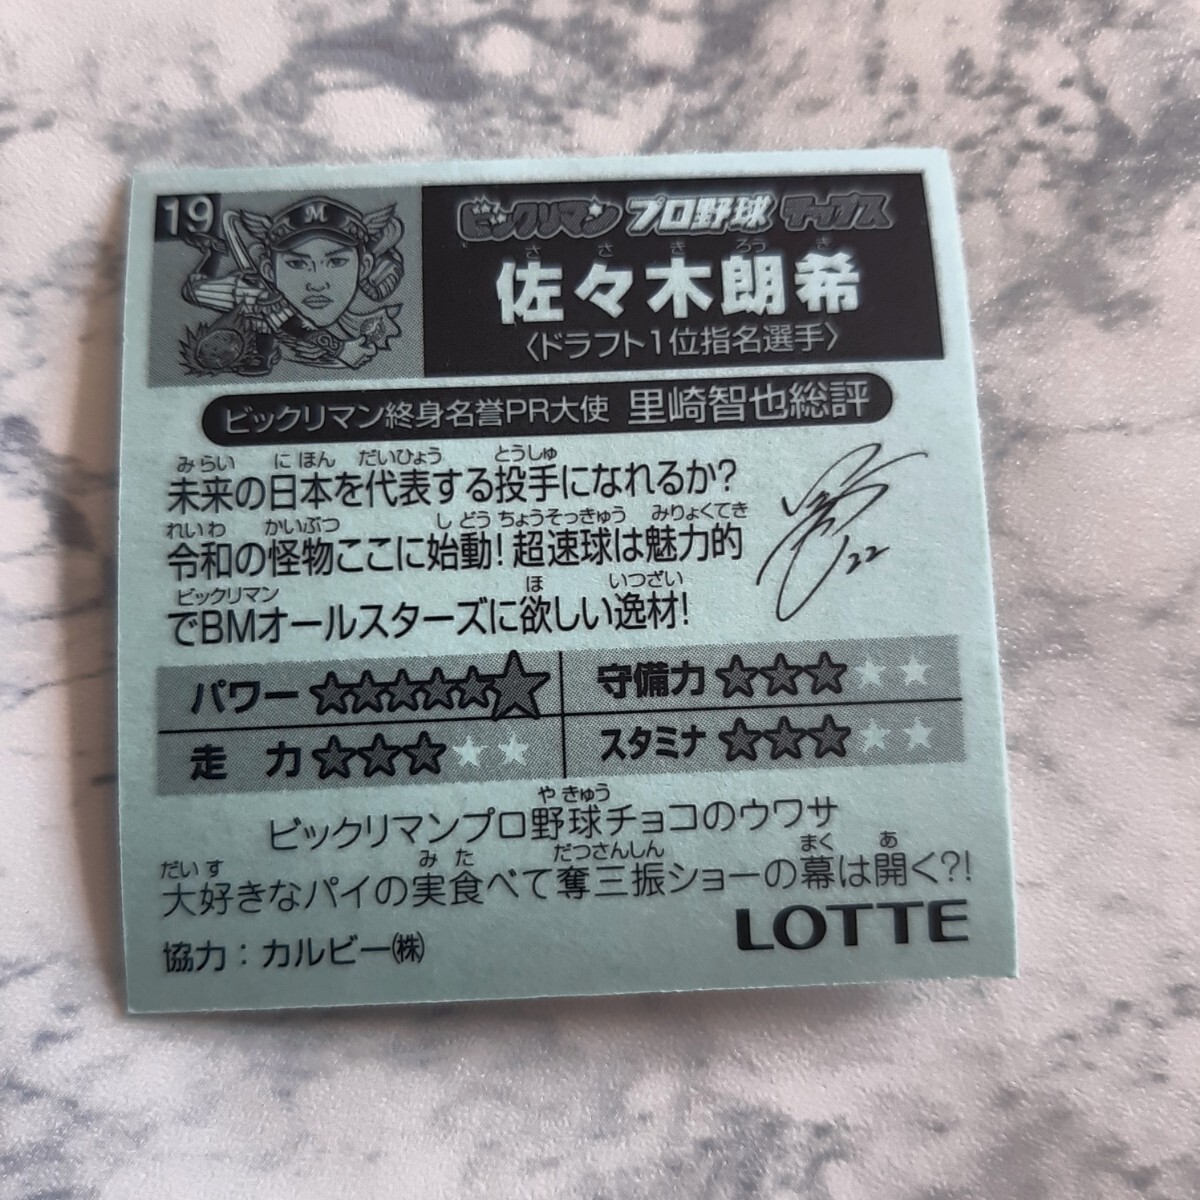 19
M
ビックリマン プロ野球 チップス
ささきろうき
佐々木朗希
〈ドラフト1位指名選手〉
ビックリマン終身名誉PR大使 里崎智也総評
みらい にほん だいひょう とうしゅ
未来の日本を代表する投手になれるか?
れいわ かいぶつ しどう ちょうそっきゅう みりょくてき
令和の怪物ここに始動!超速球は魅力的
ビックリマン ほ いつざい
でBMオールスターズに欲しい逸材!
22
パワー ★★★★★ 守備力 ★★★★★
走力 ★★★★★ スタミナ ★★★★★
やきゅう
ビックリマンプロ野球チョコのウワサ
だいす みた だつさんしん まく あ
大好きなパイの実食べて奪三振ショーの幕は開く?!
LOTTE
協力:カルビー㈱